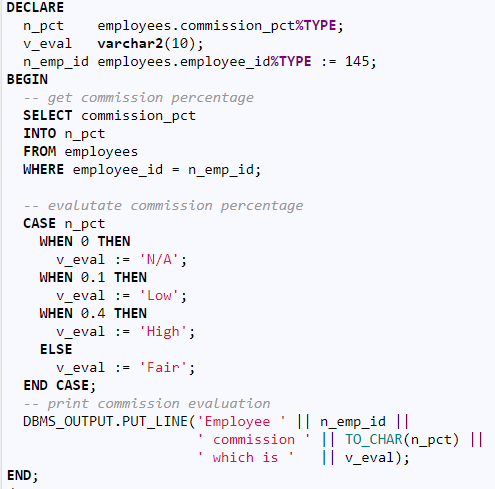 DECLARE
  n_pct    employees.commission_pct%TYPE;
  v_eval   varchar2(10);
  n_emp_id employees.employee_id%TYPE := 145;
BEGIN
  -- get commission percentage
  SELECT commission_pct
  INTO n_pct
  FROM employees
  WHERE employee_id = n_emp_id;

  -- evalutate commission percentage
  CASE n_pct
    WHEN 0 THEN
      v_eval := 'N/A';
    WHEN 0.1 THEN
      v_eval := 'Low';
    WHEN 0.4 THEN
      v_eval := 'High';
    ELSE
      v_eval := 'Fair';
  END CASE;
  -- print commission evaluation
  DBMS_OUTPUT.PUT_LINE('Employee ' || n_emp_id ||
                       ' commission ' || TO_CHAR(n_pct) ||
                       ' which is '   || v_eval);
END;